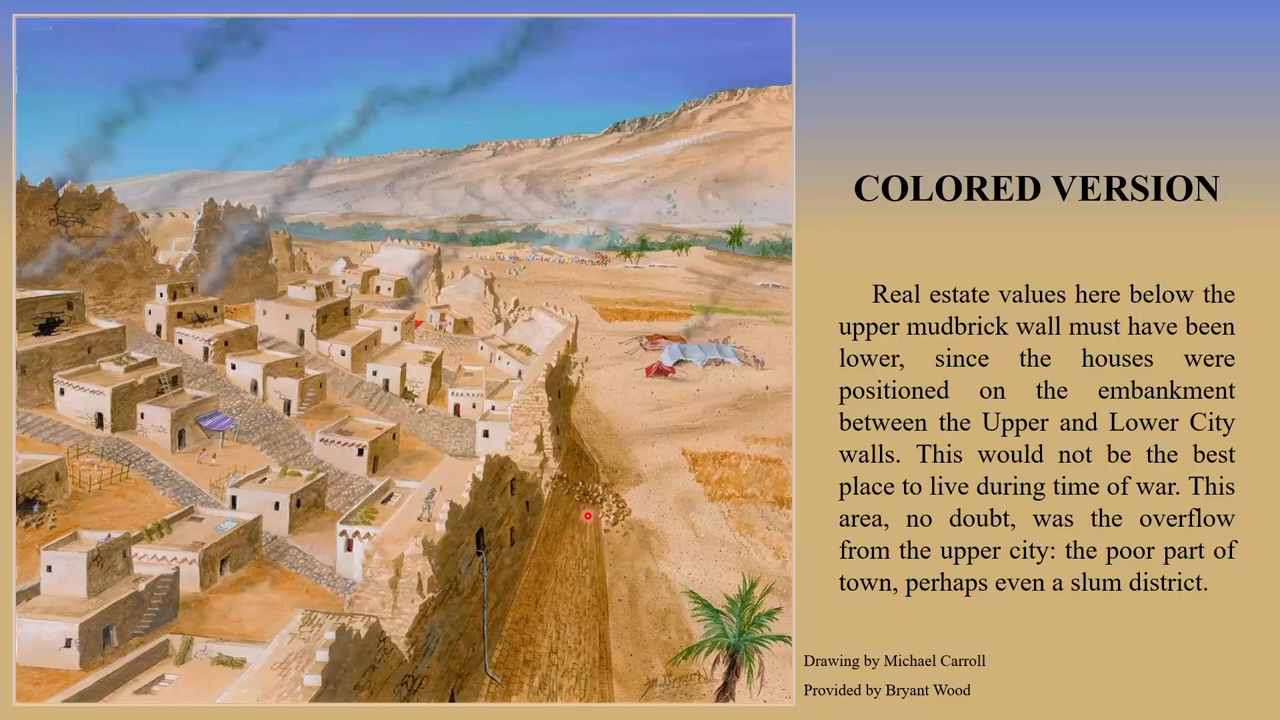 COLORED VERSION
Real estate values here below the
upper mudbrick wall must have been
lower, since the houses were
positioned on the embankment
between the Upper and Lower City
walls. This would not be the best
place to live during time of war. This
area, no doubt, was the overflow
from the upper city: the poor part of
town, perhaps even a slum district.
Drawing by Michael Carroll
Provided by Bryant Wood